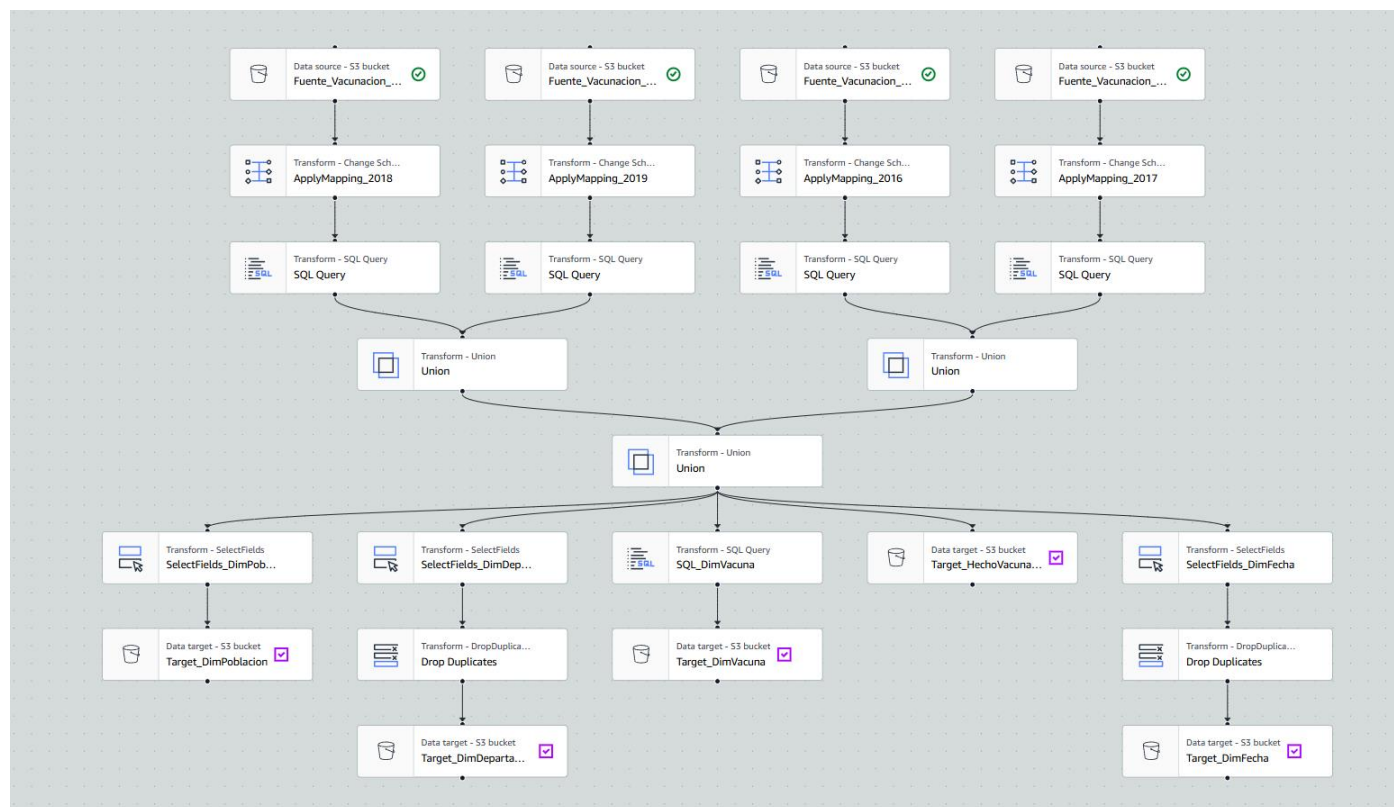 Data source - S3 bucket
Fuente_Vacunacion_...
Data source - S3 bucket
Fuente_Vacunacion_...
Data source - S3 bucket
Fuente_Vacunacion_...
Data source - S3 bucket
Fuente_Vacunacion_...
Transform - Change Sch...
ApplyMapping_2018
Transform - Change Sch...
ApplyMapping_2019
Transform - Change Sch...
ApplyMapping_2016
Transform - Change Sch...
ApplyMapping_2017
SQL
Transform - SQL Query
SQL Query
SQL
Transform - SQL Query
SQL Query
SQL
Transform - SQL Query
SQL Query
SQL
Transform - SQL Query
SQL Query
Transform - Union
Union
Transform - Union
Union
Transform - Union
Union
Transform - SelectFields
SelectFields_DimPob...
Transform - SelectFields
SelectFields_DimDep...
SQL
Transform - SQL Query
SQL_DimVacuna
Data target - S3 bucket
Target_HechoVacuna...
Transform - SelectFields
SelectFields_DimFecha
Data target - S3 bucket
Target_DimPoblacion
Transform - DropDuplica...
Drop Duplicates
Data target - S3 bucket
Target_DimVacuna
Transform - DropDuplica...
Drop Duplicates
Data target - S3 bucket
Target_DimDeparta...
Data target - S3 bucket
Target_DimFecha